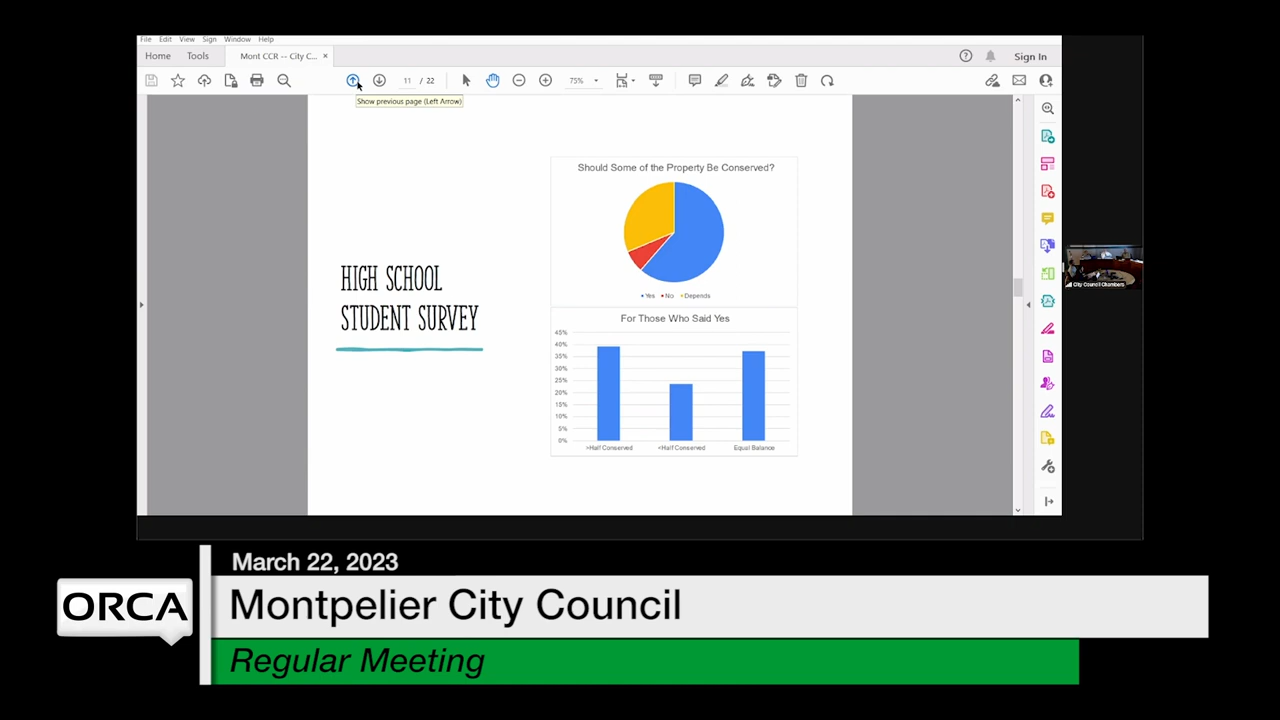 File Edit View Sign Window Help
Home Tools Mont CCR -- City C... × Sign In
11 / 22 75%
Show previous page (Left Arrow)
Should Some of the Property Be Conserved?
Yes No Depends
HIGH SCHOOL
STUDENT SURVEY
For Those Who Said Yes
45%
40%
35%
30%
25%
20%
15%
10%
5%
0%
>Half Conserved <Half Conserved Equal Balance
City Council Chambers
March 22, 2023
ORCA
Montpelier City Council
Regular Meeting